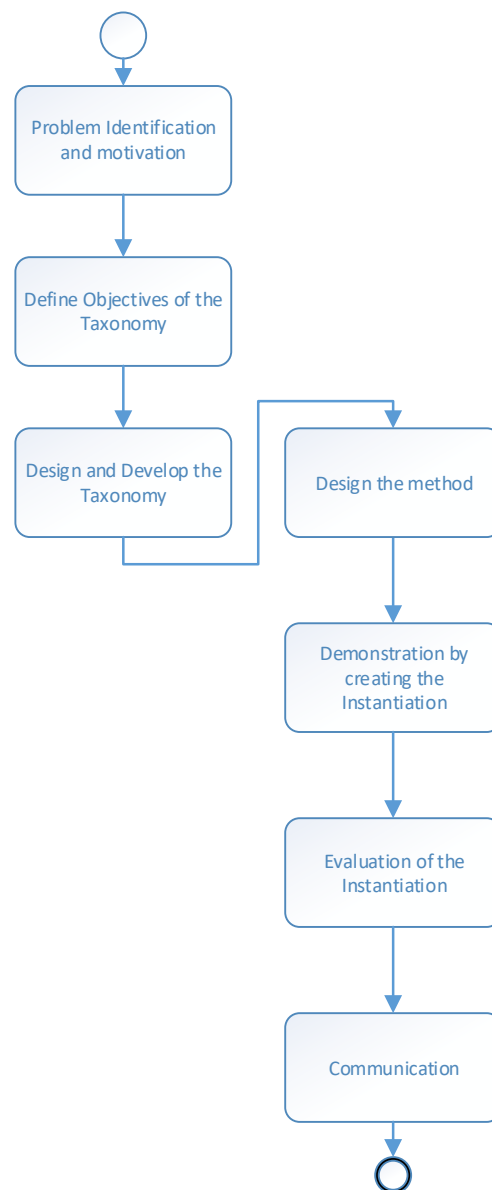 Problem Identification
and motivation
Define Objectives of the
Taxonomy
Design and Develop the
Taxonomy
Design the method
Demonstration by
creating the
Instantiation
Evaluation of the
Instantiation
Communication